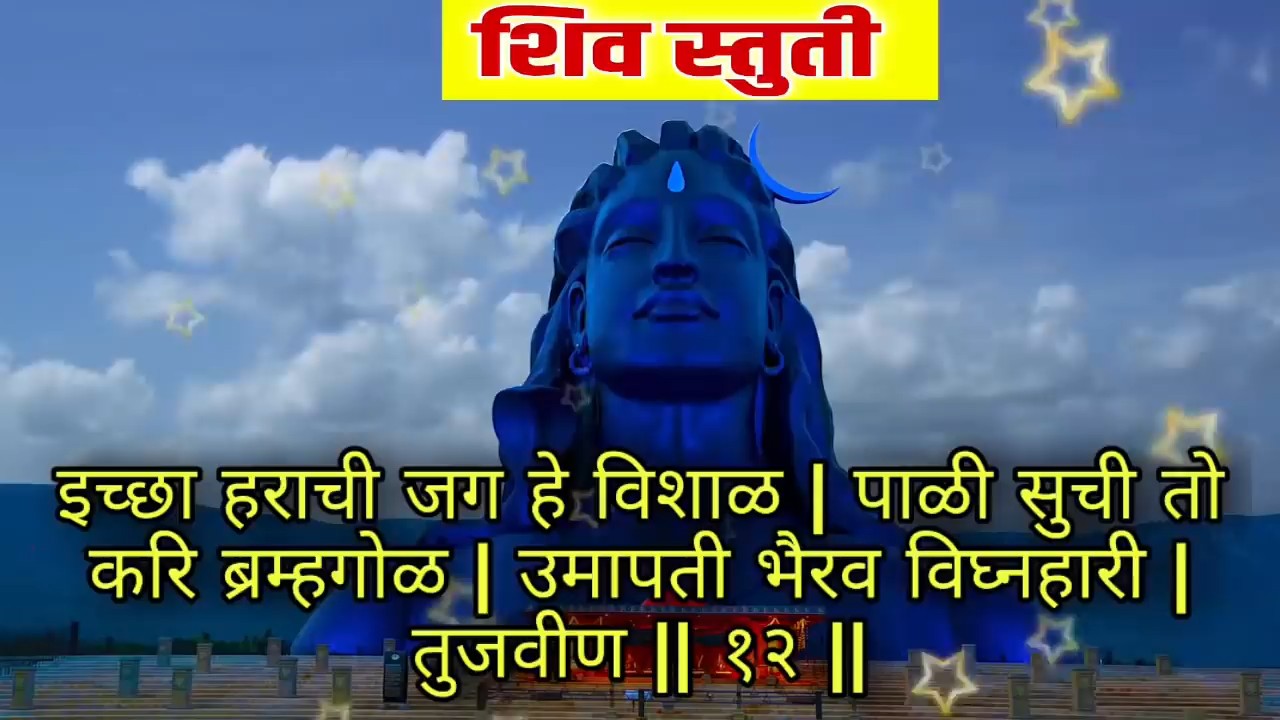 शिव स्तुती
इच्छा हराची जग हे विशाळ | पाळी सुची तो
करि ब्रम्हगोळ | उमापती भैरव विघ्नहारी |
तुजवीण || १२ ||